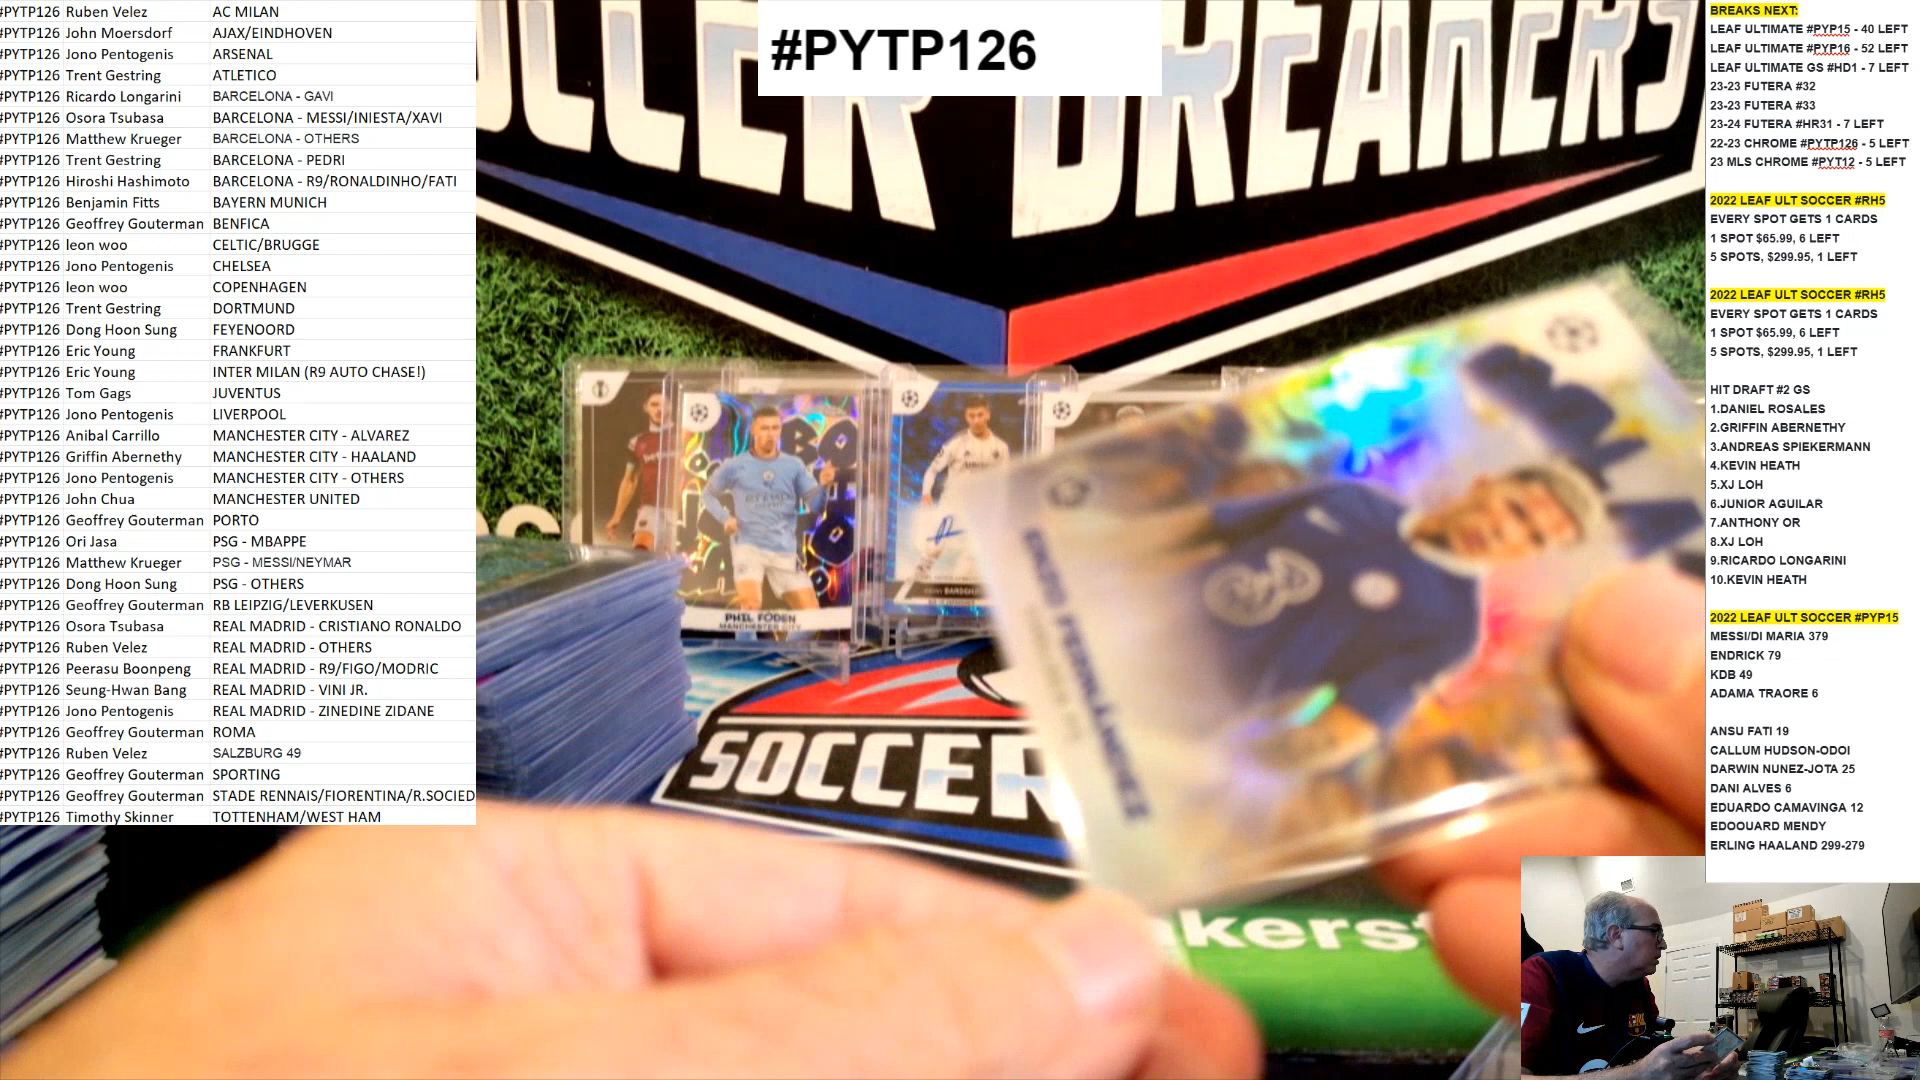 #PYTP126 Ruben Velez AC MILAN
#PYTP126 John Moersdorf AJAX/EINDHOVEN
#PYTP126 Jono Pentogenis ARSENAL
#PYTP126 Trent Gestring ATLETICO
#PYTP126 Ricardo Longarini BARCELONA - GAVI
#PYTP126 Osora Tsubasa BARCELONA - MESSI/INIESTA/XAVI
#PYTP126 Matthew Krueger BARCELONA - OTHERS
#PYTP126 Trent Gestring BARCELONA - PEDRI
#PYTP126 Hiroshi Hashimoto BARCELONA - R9/RONALDINHO/FATI
#PYTP126 Benjamin Fitts BAYERN MUNICH
#PYTP126 Geoffrey Gouterman BENFICA
#PYTP126 leon woo CELTIC/BRUGGE
#PYTP126 Jono Pentogenis CHELSEA
#PYTP126 leon woo COPENHAGEN
#PYTP126 Trent Gestring DORTMUND
#PYTP126 Dong Hoon Sung FEYENOORD
#PYTP126 Eric Young FRANKFURT
#PYTP126 Eric Young INTER MILAN (R9 AUTO CHASE!)
#PYTP126 Tom Gags JUVENTUS
#PYTP126 Jono Pentogenis LIVERPOOL
#PYTP126 Anibal Carrillo MANCHESTER CITY - ALVAREZ
#PYTP126 Griffin Abernethy MANCHESTER CITY - HAALAND
#PYTP126 Jono Pentogenis MANCHESTER CITY - OTHERS
#PYTP126 John Chua MANCHESTER UNITED
#PYTP126 Geoffrey Gouterman PORTO
#PYTP126 Ori Jasa PSG - MBAPPE
#PYTP126 Matthew Krueger PSG - MESSI/NEYMAR
#PYTP126 Dong Hoon Sung PSG - OTHERS
#PYTP126 Geoffrey Gouterman RB LEIPZIG/LEVERKUSEN
#PYTP126 Osora Tsubasa REAL MADRID - CRISTIANO RONALDO
#PYTP126 Ruben Velez REAL MADRID - OTHERS
#PYTP126 Peerasu Boonpeng REAL MADRID - R9/FIGO/MODRIC
#PYTP126 Seung-Hwan Bang REAL MADRID - VINI JR.
#PYTP126 Jono Pentogenis REAL MADRID - ZINEDINE ZIDANE
#PYTP126 Geoffrey Gouterman ROMA
#PYTP126 Ruben Velez SALZBURG 49
#PYTP126 Geoffrey Gouterman SPORTING
#PYTP126 Geoffrey Gouterman STADE RENNAIS/FIORENTINA/R.SOCIED
#PYTP126 Timothy Skinner TOTTENHAM/WEST HAM
#PYTP126
SOCCER BREAKERS
PHIL FODEN
MANCHESTER CITY
ENZO FERNÁNDEZ
SOCCER
kers
BREAKS NEXT:
LEAF ULTIMATE #PYP15 - 40 LEFT
LEAF ULTIMATE #PYP16 - 52 LEFT
LEAF ULTIMATE GS #HD1 - 7 LEFT
23-23 FUTERA #32
23-23 FUTERA #33
23-24 FUTERA #HR31 - 7 LEFT
22-23 CHROME #PYTP126 - 5 LEFT
23 MLS CHROME #PYT12 - 5 LEFT
2022 LEAF ULT SOCCER #RH5
EVERY SPOT GETS 1 CARDS
1 SPOT $65.99, 6 LEFT
5 SPOTS, $299.95, 1 LEFT
2022 LEAF ULT SOCCER #RH5
EVERY SPOT GETS 1 CARDS
1 SPOT $65.99, 6 LEFT
5 SPOTS, $299.95, 1 LEFT
HIT DRAFT #2 GS
1.DANIEL ROSALES
2.GRIFFIN ABERNETHY
3.ANDREAS SPIEKERMANN
4.KEVIN HEATH
5.XJ LOH
6.JUNIOR AGUILAR
7.ANTHONY OR
8.XJ LOH
9.RICARDO LONGARINI
10.KEVIN HEATH
2022 LEAF ULT SOCCER #PYP15
MESSI/DI MARIA 379
ENDRICK 79
KDB 49
ADAMA TRAORE 6
ANSU FATI 19
CALLUM HUDSON-ODOI
DARWIN NUNEZ-JOTA 25
DANI ALVES 6
EDUARDO CAMAVINGA 12
EDOOUARD MENDY
ERLING HAALAND 299-279